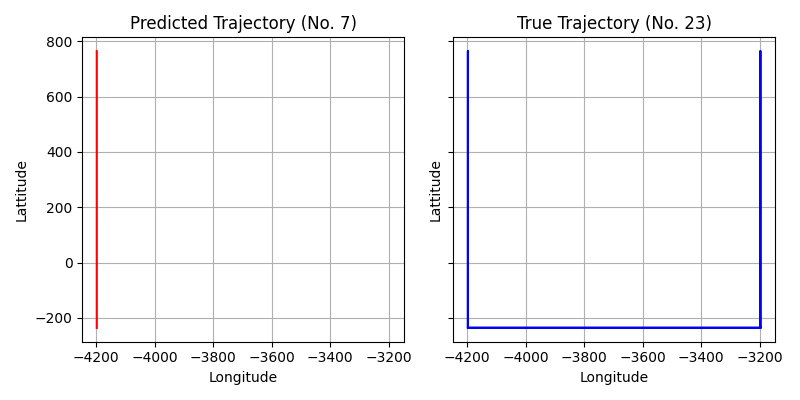 Predicted Trajectory (No. 7)
True Trajectory (No. 23)
800
600
400
200
0
−200
Lattitude
Lattitude
−4200 −4000 −3800 −3600 −3400 −3200
−4200 −4000 −3800 −3600 −3400 −3200
Longitude
Longitude